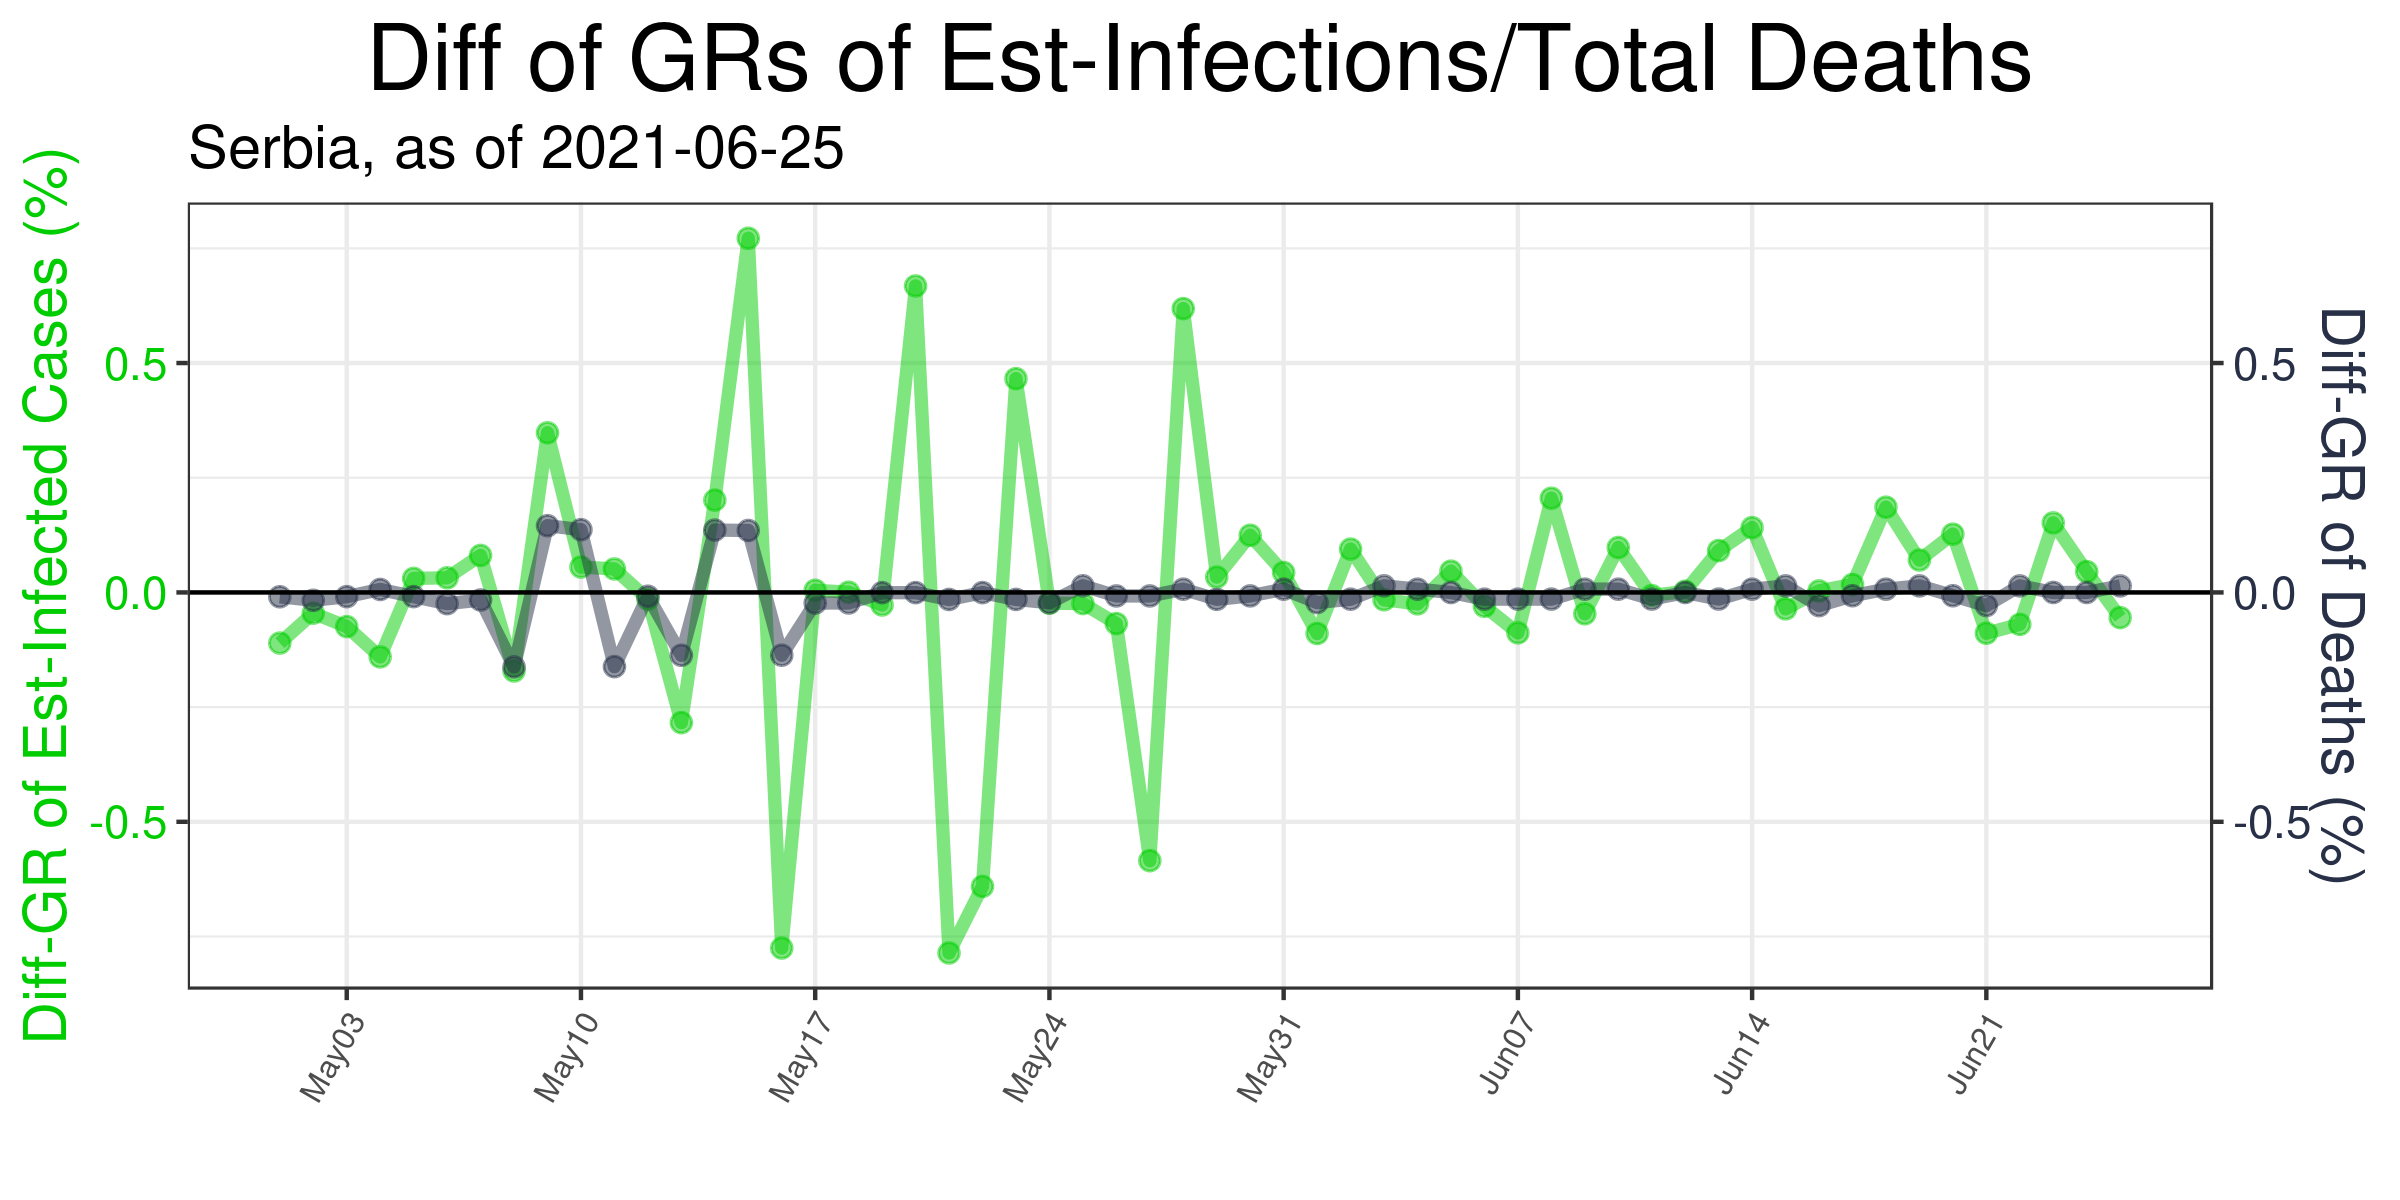 Diff of GRs of Est-Infections/Total Deaths
Serbia, as of 2021-06-25
Diff-GR of Est-Infected Cases (%)
0.5
0.0
-0.5
0.5
0.0
-0.5
Diff-GR of Deaths (%)
May03
May10
May17
May24
May31
Jun07
Jun14
Jun21